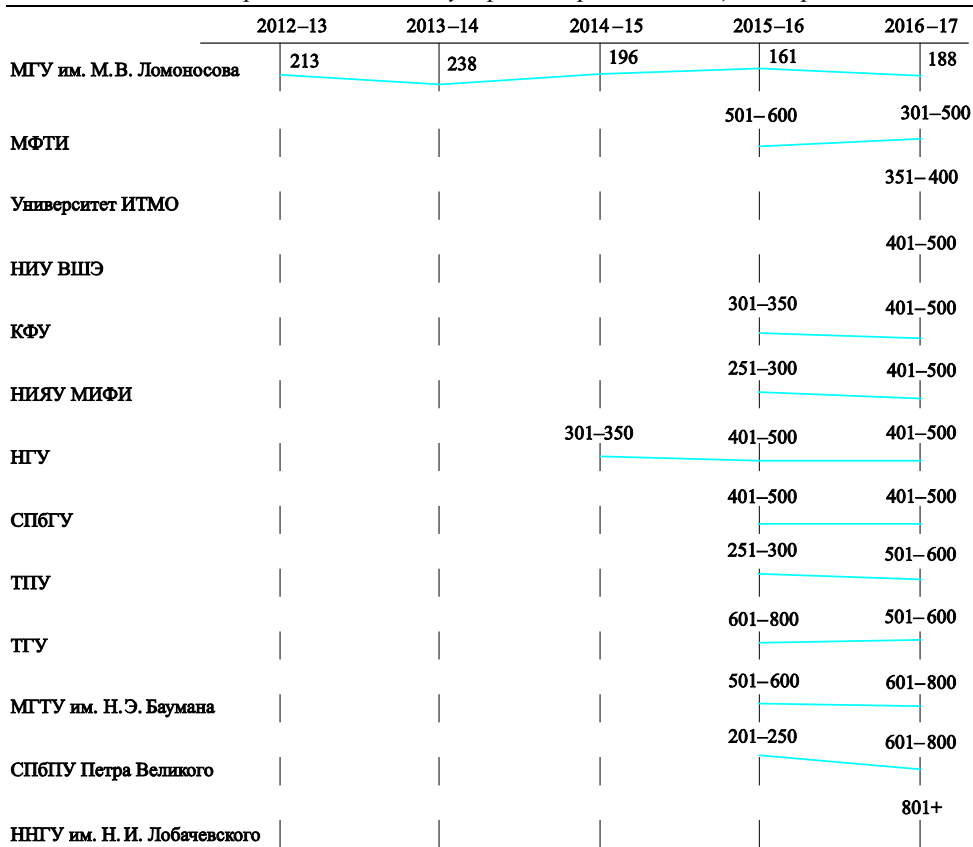 2012–13 2013–14 2014–15 2015–16 2016–17
МГУ им. М.В. Ломоносова 213 238 196 161 188
МФТИ 501–600 301–500
Университет ИТМО 351–400
НИУ ВШЭ 401–500
КФУ 301–350 401–500
НИЯУ МИФИ 251–300 401–500
НГУ 301–350 401–500 401–500
СПбГУ 401–500 401–500
ТПУ 251–300 501–600
ТГУ 601–800 501–600
МГТУ им. Н.Э. Баумана 501–600 601–800
СПбПУ Петра Великого 201–250 601–800
ННГУ им. Н.И. Лобачевского 801+